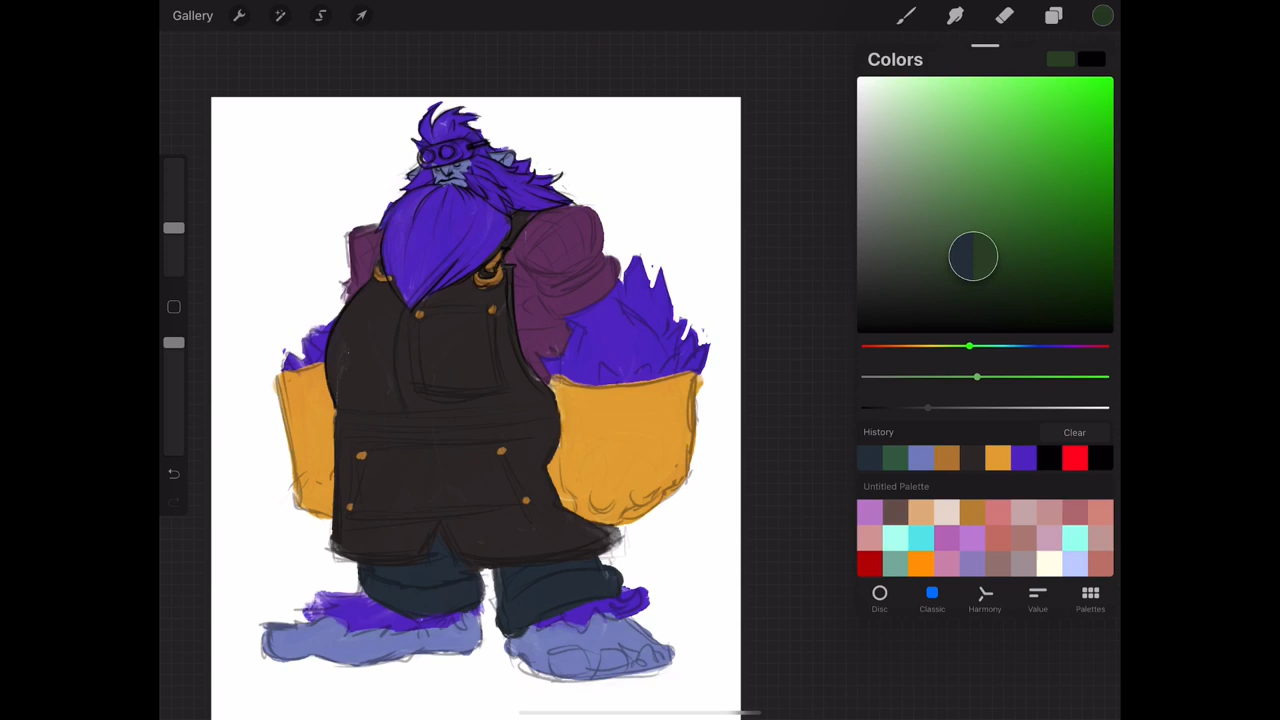 Gallery
Colors
History
Clear
Untitled Palette
Disc
Classic
Harmony
Value
Palettes